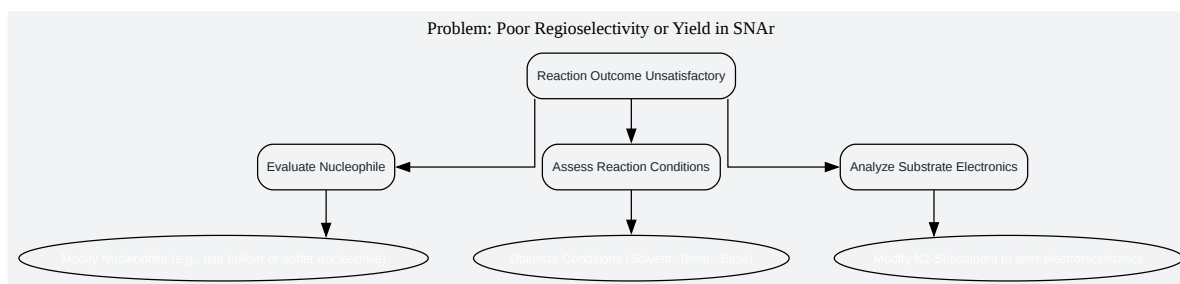 Problem: Poor Regioselectivity or Yield in SNAr
Reaction Outcome Unsatisfactory
Evaluate Nucleophile
Assess Reaction Conditions
Analyze Substrate Electronics
Modify Nucleophile (e.g., use bulkier or softer nucleophile)
Optimize Conditions (Solvent, Temp., Base)
Modify N2-Substituent to alter electronics/sterics